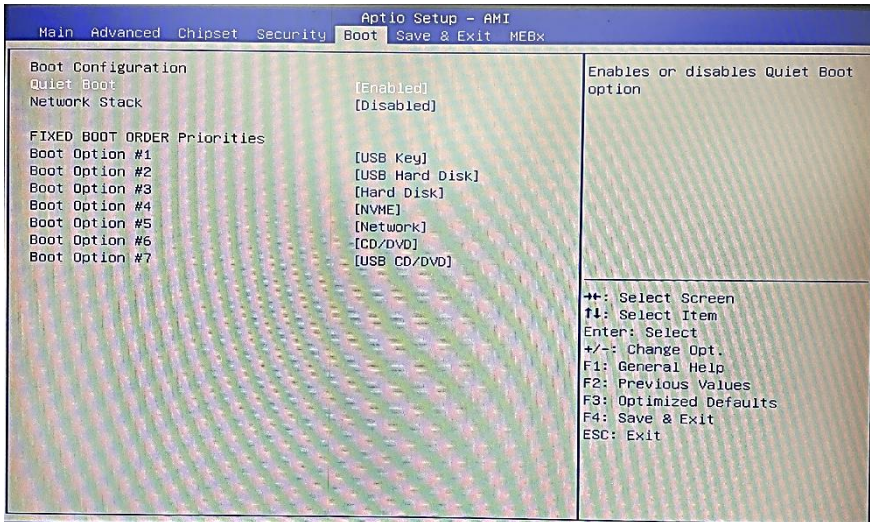 Aptio Setup - AMI
Main Advanced Chipset Security Boot Save & Exit MEBx
Boot Configuration
Quiet Boot [Enabled]
Network Stack [Disabled]
FIXED BOOT ORDER Priorities
Boot Option #1 [USB Key]
Boot Option #2 [USB Hard Disk]
Boot Option #3 [Hard Disk]
Boot Option #4 [NVME]
Boot Option #5 [Network]
Boot Option #6 [CD/DVD]
Boot Option #7 [USB CD/DVD]
Enables or disables Quiet Boot
option
→←: Select Screen
↑↓: Select Item
Enter: Select
+/-: Change Opt.
F1: General Help
F2: Previous Values
F3: Optimized Defaults
F4: Save & Exit
ESC: Exit